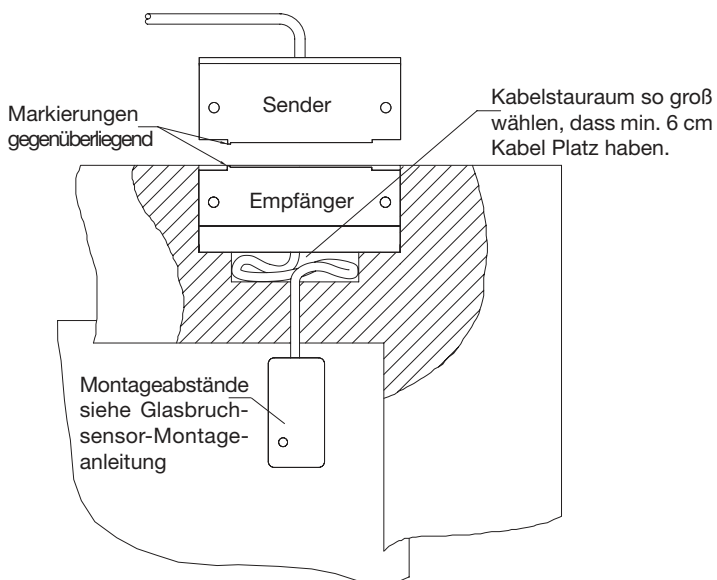 Sender
Markierungen
gegenüberliegend
Kabelstauraum so groß
wählen, dass min. 6 cm
Kabel Platz haben.
Empfänger
Montageabstände
siehe Glasbruch-
sensor-Montage-
anleitung